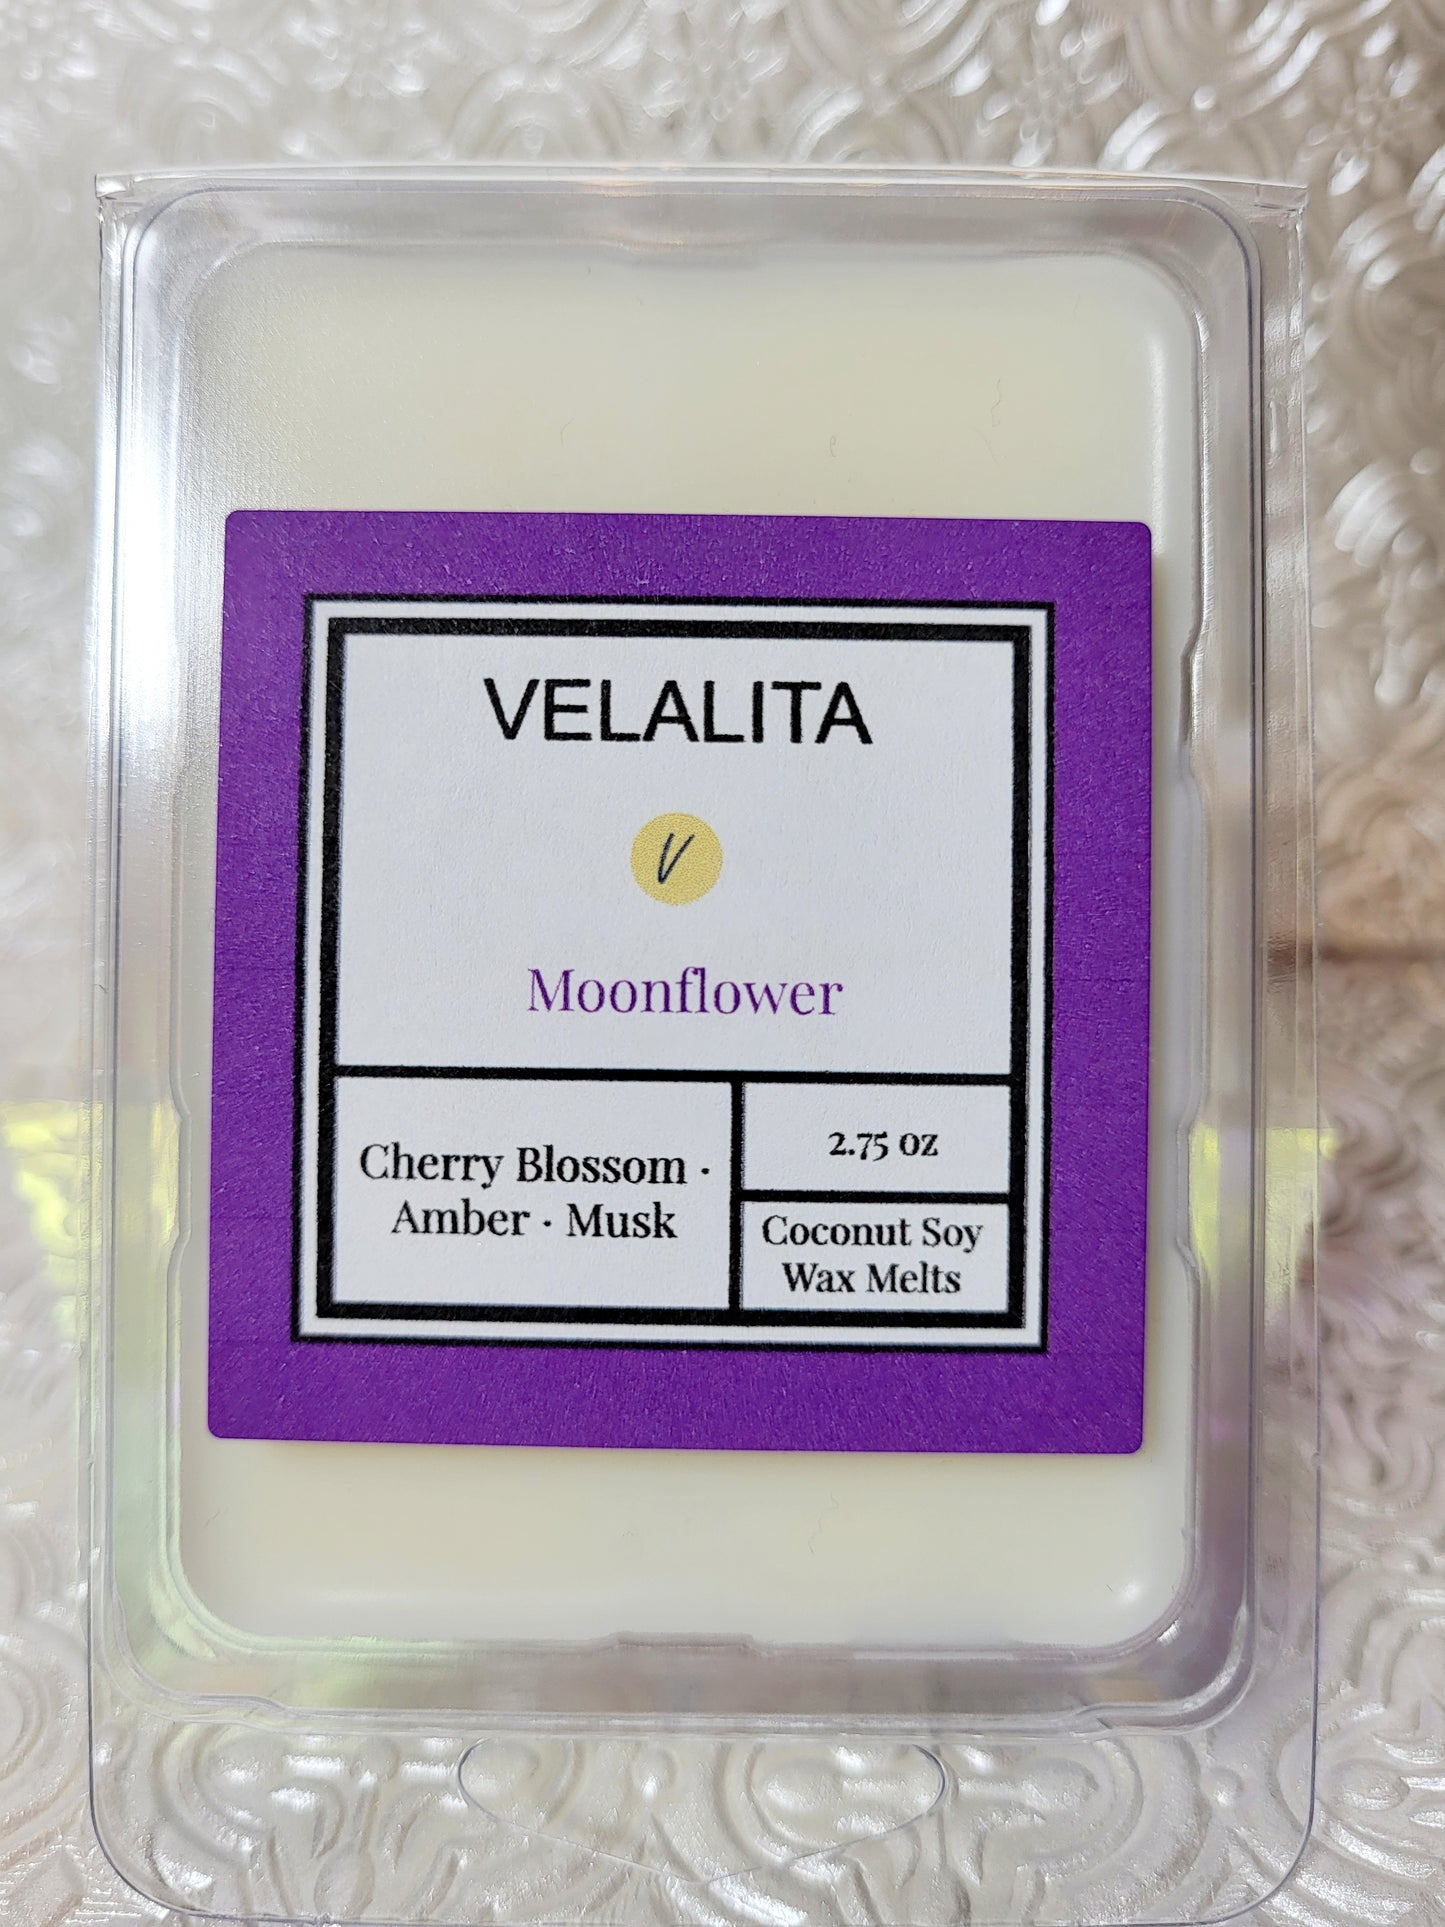 VELALITA
V
Moonflower
Cherry Blossom ·
Amber · Musk
2.75 oz
Coconut Soy
Wax Melts